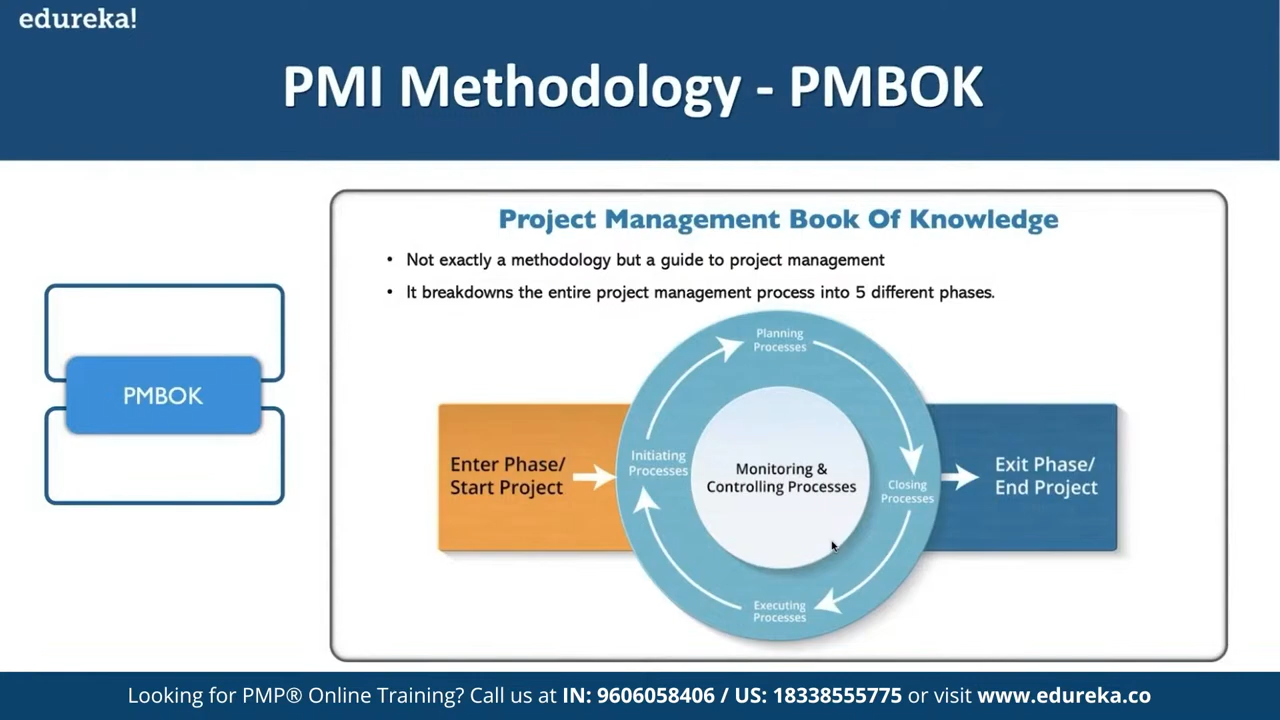 edureka!
PMI Methodology - PMBOK
PMBOK
Project Management Book Of Knowledge
• Not exactly a methodology but a guide to project management
• It breakdowns the entire project management process into 5 different phases.
Planning
Processes
Enter Phase/
Start Project
Initiating
Processes
Monitoring &
Controlling Processes
Closing
Processes
Exit Phase/
End Project
Executing
Processes
Looking for PMP® Online Training? Call us at IN: 9606058406 / US: 18338555775 or visit www.edureka.co